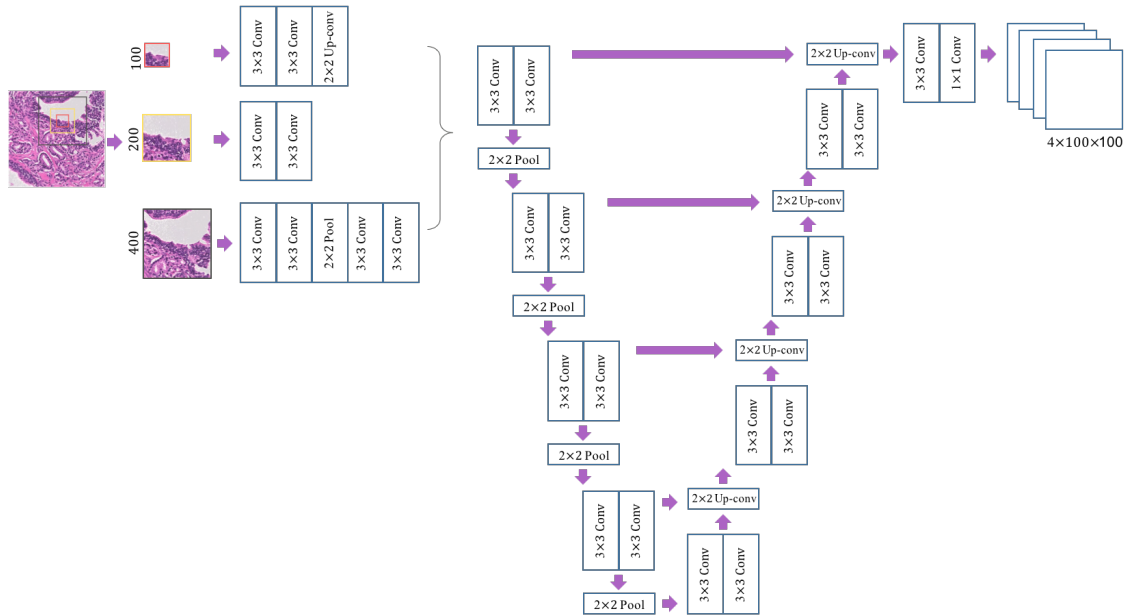 100
3×3 Conv
3×3 Conv
2×2 Up-conv
200
3×3 Conv
3×3 Conv
400
3×3 Conv
3×3 Conv
2×2 Pool
3×3 Conv
3×3 Conv
3×3 Conv
3×3 Conv
2×2 Pool
3×3 Conv
3×3 Conv
2×2 Pool
3×3 Conv
3×3 Conv
2×2 Pool
3×3 Conv
3×3 Conv
2×2 Pool
3×3 Conv
3×3 Conv
2×2 Up-conv
3×3 Conv
3×3 Conv
2×2 Up-conv
3×3 Conv
3×3 Conv
2×2 Up-conv
3×3 Conv
3×3 Conv
2×2 Up-conv
3×3 Conv
1×1 Conv
4×100×100